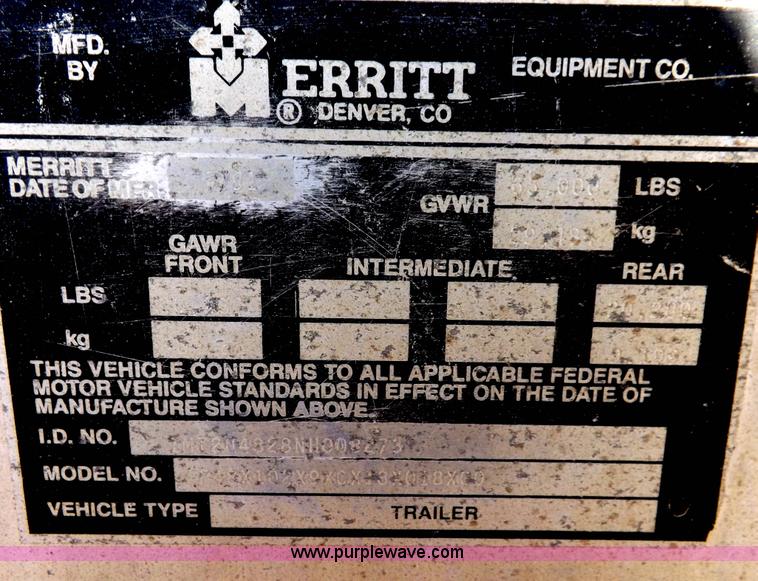 MFD. BY MERRITT EQUIPMENT CO.
® DENVER, CO
MERRITT
DATE OF MFR.
GVWR LBS
kg
GAWR FRONT INTERMEDIATE REAR
LBS
kg
THIS VEHICLE CONFORMS TO ALL APPLICABLE FEDERAL
MOTOR VEHICLE STANDARDS IN EFFECT ON THE DATE OF
MANUFACTURE SHOWN ABOVE.
I.D. NO.
MODEL NO.
VEHICLE TYPE TRAILER
www.purplewave.com